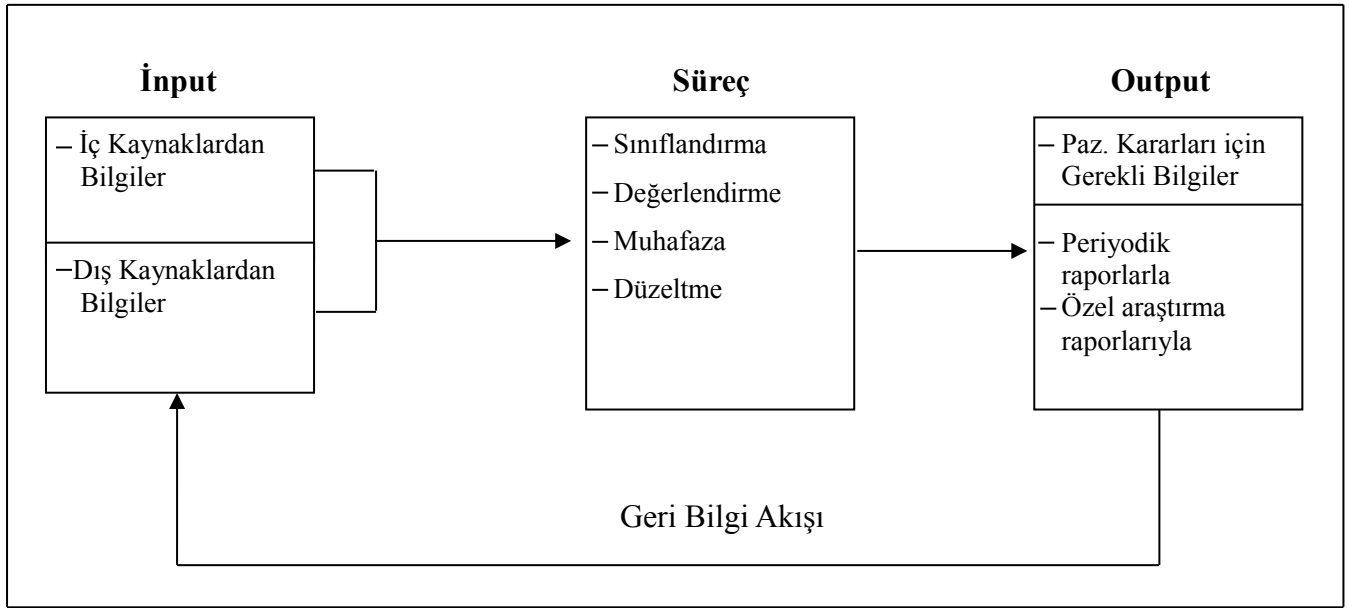 İnput
– İç Kaynaklardan
Bilgiler
–Dış Kaynaklardan
Bilgiler
Süreç
– Sınıflandırma
– Değerlendirme
– Muhafaza
– Düzeltme
Output
– Paz. Kararları için
Gerekli Bilgiler
– Periyodik
raporlarla
– Özel araştırma
raporlarıyla
Geri Bilgi Akışı